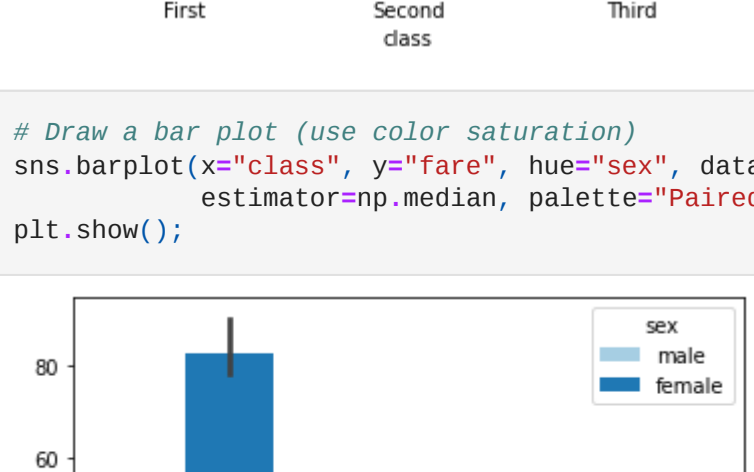 First Second Third
class
# Draw a bar plot (use color saturation)
sns.barplot(x="class", y="fare", hue="sex", data
estimator=np.median, palette="Paired
plt.show();
sex
male
female
80
60